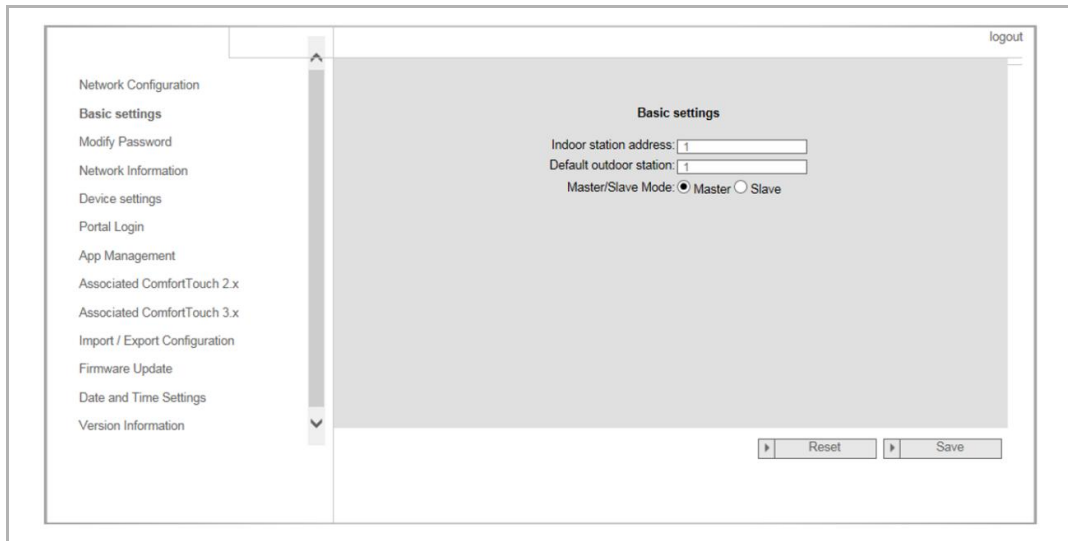 logout
Network Configuration
Basic settings
Modify Password
Network Information
Device settings
Portal Login
App Management
Associated ComfortTouch 2.x
Associated ComfortTouch 3.x
Import / Export Configuration
Firmware Update
Date and Time Settings
Version Information
Basic settings
Indoor station address: 1
Default outdoor station: 1
Master/Slave Mode: Master Slave
Reset Save